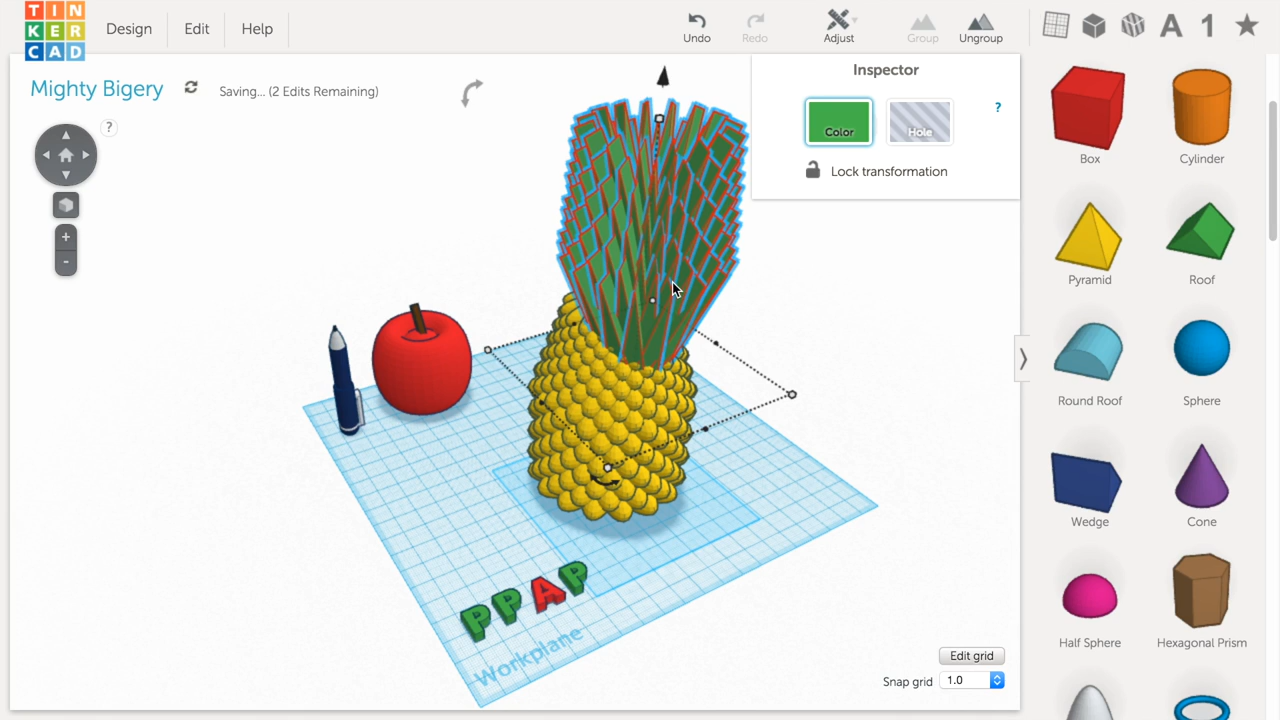 TIN
KER
CAD
Design
Edit
Help
Undo
Redo
Adjust
Group
Ungroup
A
1
Mighty Bigery
Saving... (2 Edits Remaining)
?
Inspector
Color
Hole
?
Lock transformation
+
-
Box
Cylinder
Pyramid
Roof
Round Roof
Sphere
Wedge
Cone
Half Sphere
Hexagonal Prism
PPAP
Workplane
Edit grid
Snap grid
1.0